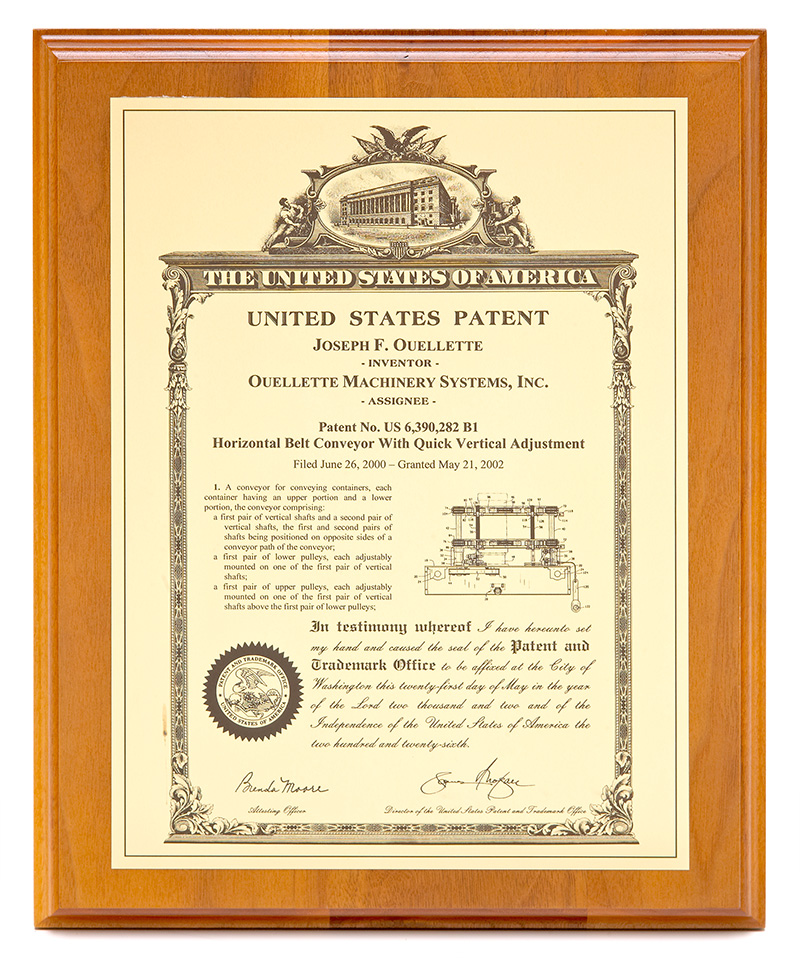 THE UNITED STATES OF AMERICA
UNITED STATES PATENT
JOSEPH F. OUELLETTE
- INVENTOR -
OUELLETTE MACHINERY SYSTEMS, INC.
- ASSIGNEE -
Patent No. US 6,390,282 B1
Horizontal Belt Conveyor With Quick Vertical Adjustment
Filed June 26, 2000 – Granted May 21, 2002
1. A conveyor for conveying containers, each
container having an upper portion and a lower
portion, the conveyor comprising:
a first pair of vertical shafts and a second pair of
vertical shafts, the first and second pairs of
shafts being positioned on opposite sides of a
conveyor path of the conveyor;
a first pair of lower pulleys, each adjustably
mounted on one of the first pair of vertical
shafts;
a first pair of upper pulleys, each adjustably
mounted on one of the first pair of vertical
shafts above the first pair of lower pulleys;
In testimony whereof I have hereunto set
my hand and caused the seal of the Patent and
Trademark Office to be affixed at the City of
Washington this twenty-first day of May in the year
of the Lord two thousand and two and of the
Independence of the United States of America the
two hundred and twenty-sixth.
PATENT AND TRADEMARK OFFICE
UNITED STATES OF AMERICA
Brenda Moore
Attesting Officer
Director of the United States Patent and Trademark Office